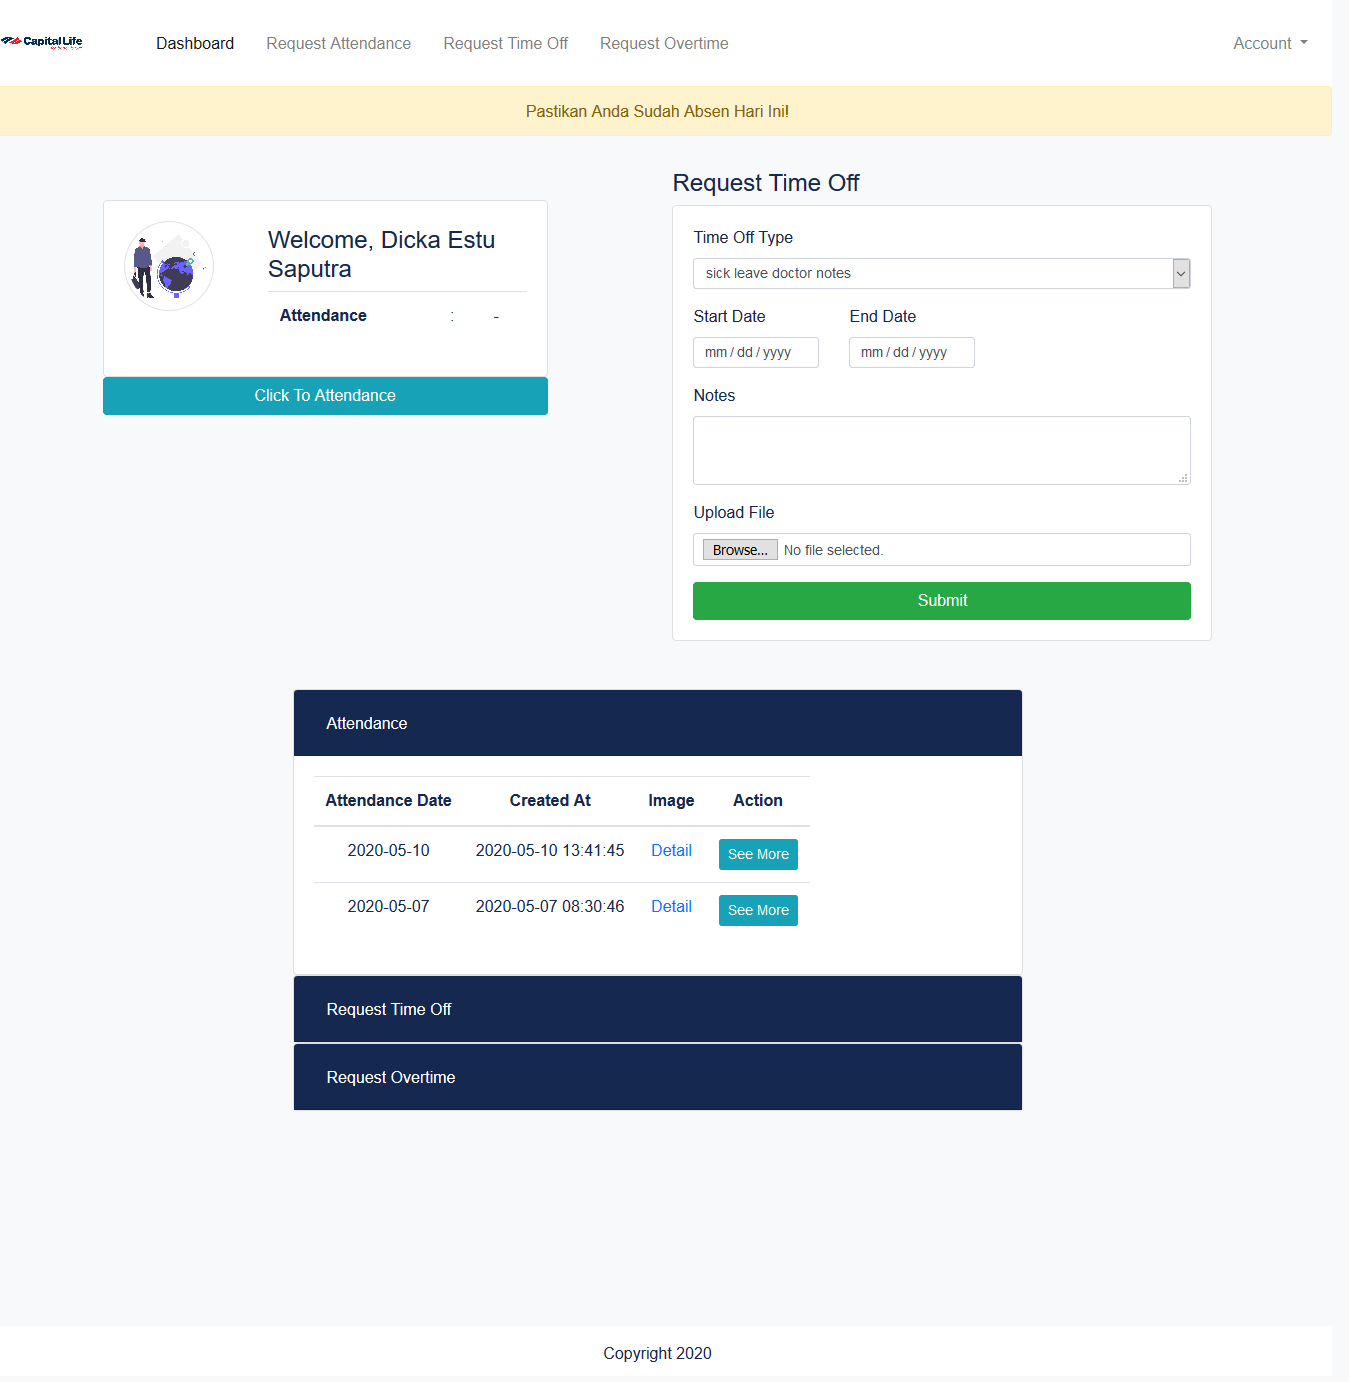 Capital Life
Dashboard
Request Attendance
Request Time Off
Request Overtime
Account
Pastikan Anda Sudah Absen Hari Ini!
Welcome, Dicka Estu
Saputra
Attendance : -
Click To Attendance
Request Time Off
Time Off Type
sick leave doctor notes
Start Date
End Date
mm / dd / yyyy
mm / dd / yyyy
Notes
Upload File
Browse... No file selected.
Submit
Attendance
Attendance Date Created At Image Action
2020-05-10 2020-05-10 13:41:45 Detail See More
2020-05-07 2020-05-07 08:30:46 Detail See More
Request Time Off
Request Overtime
Copyright 2020